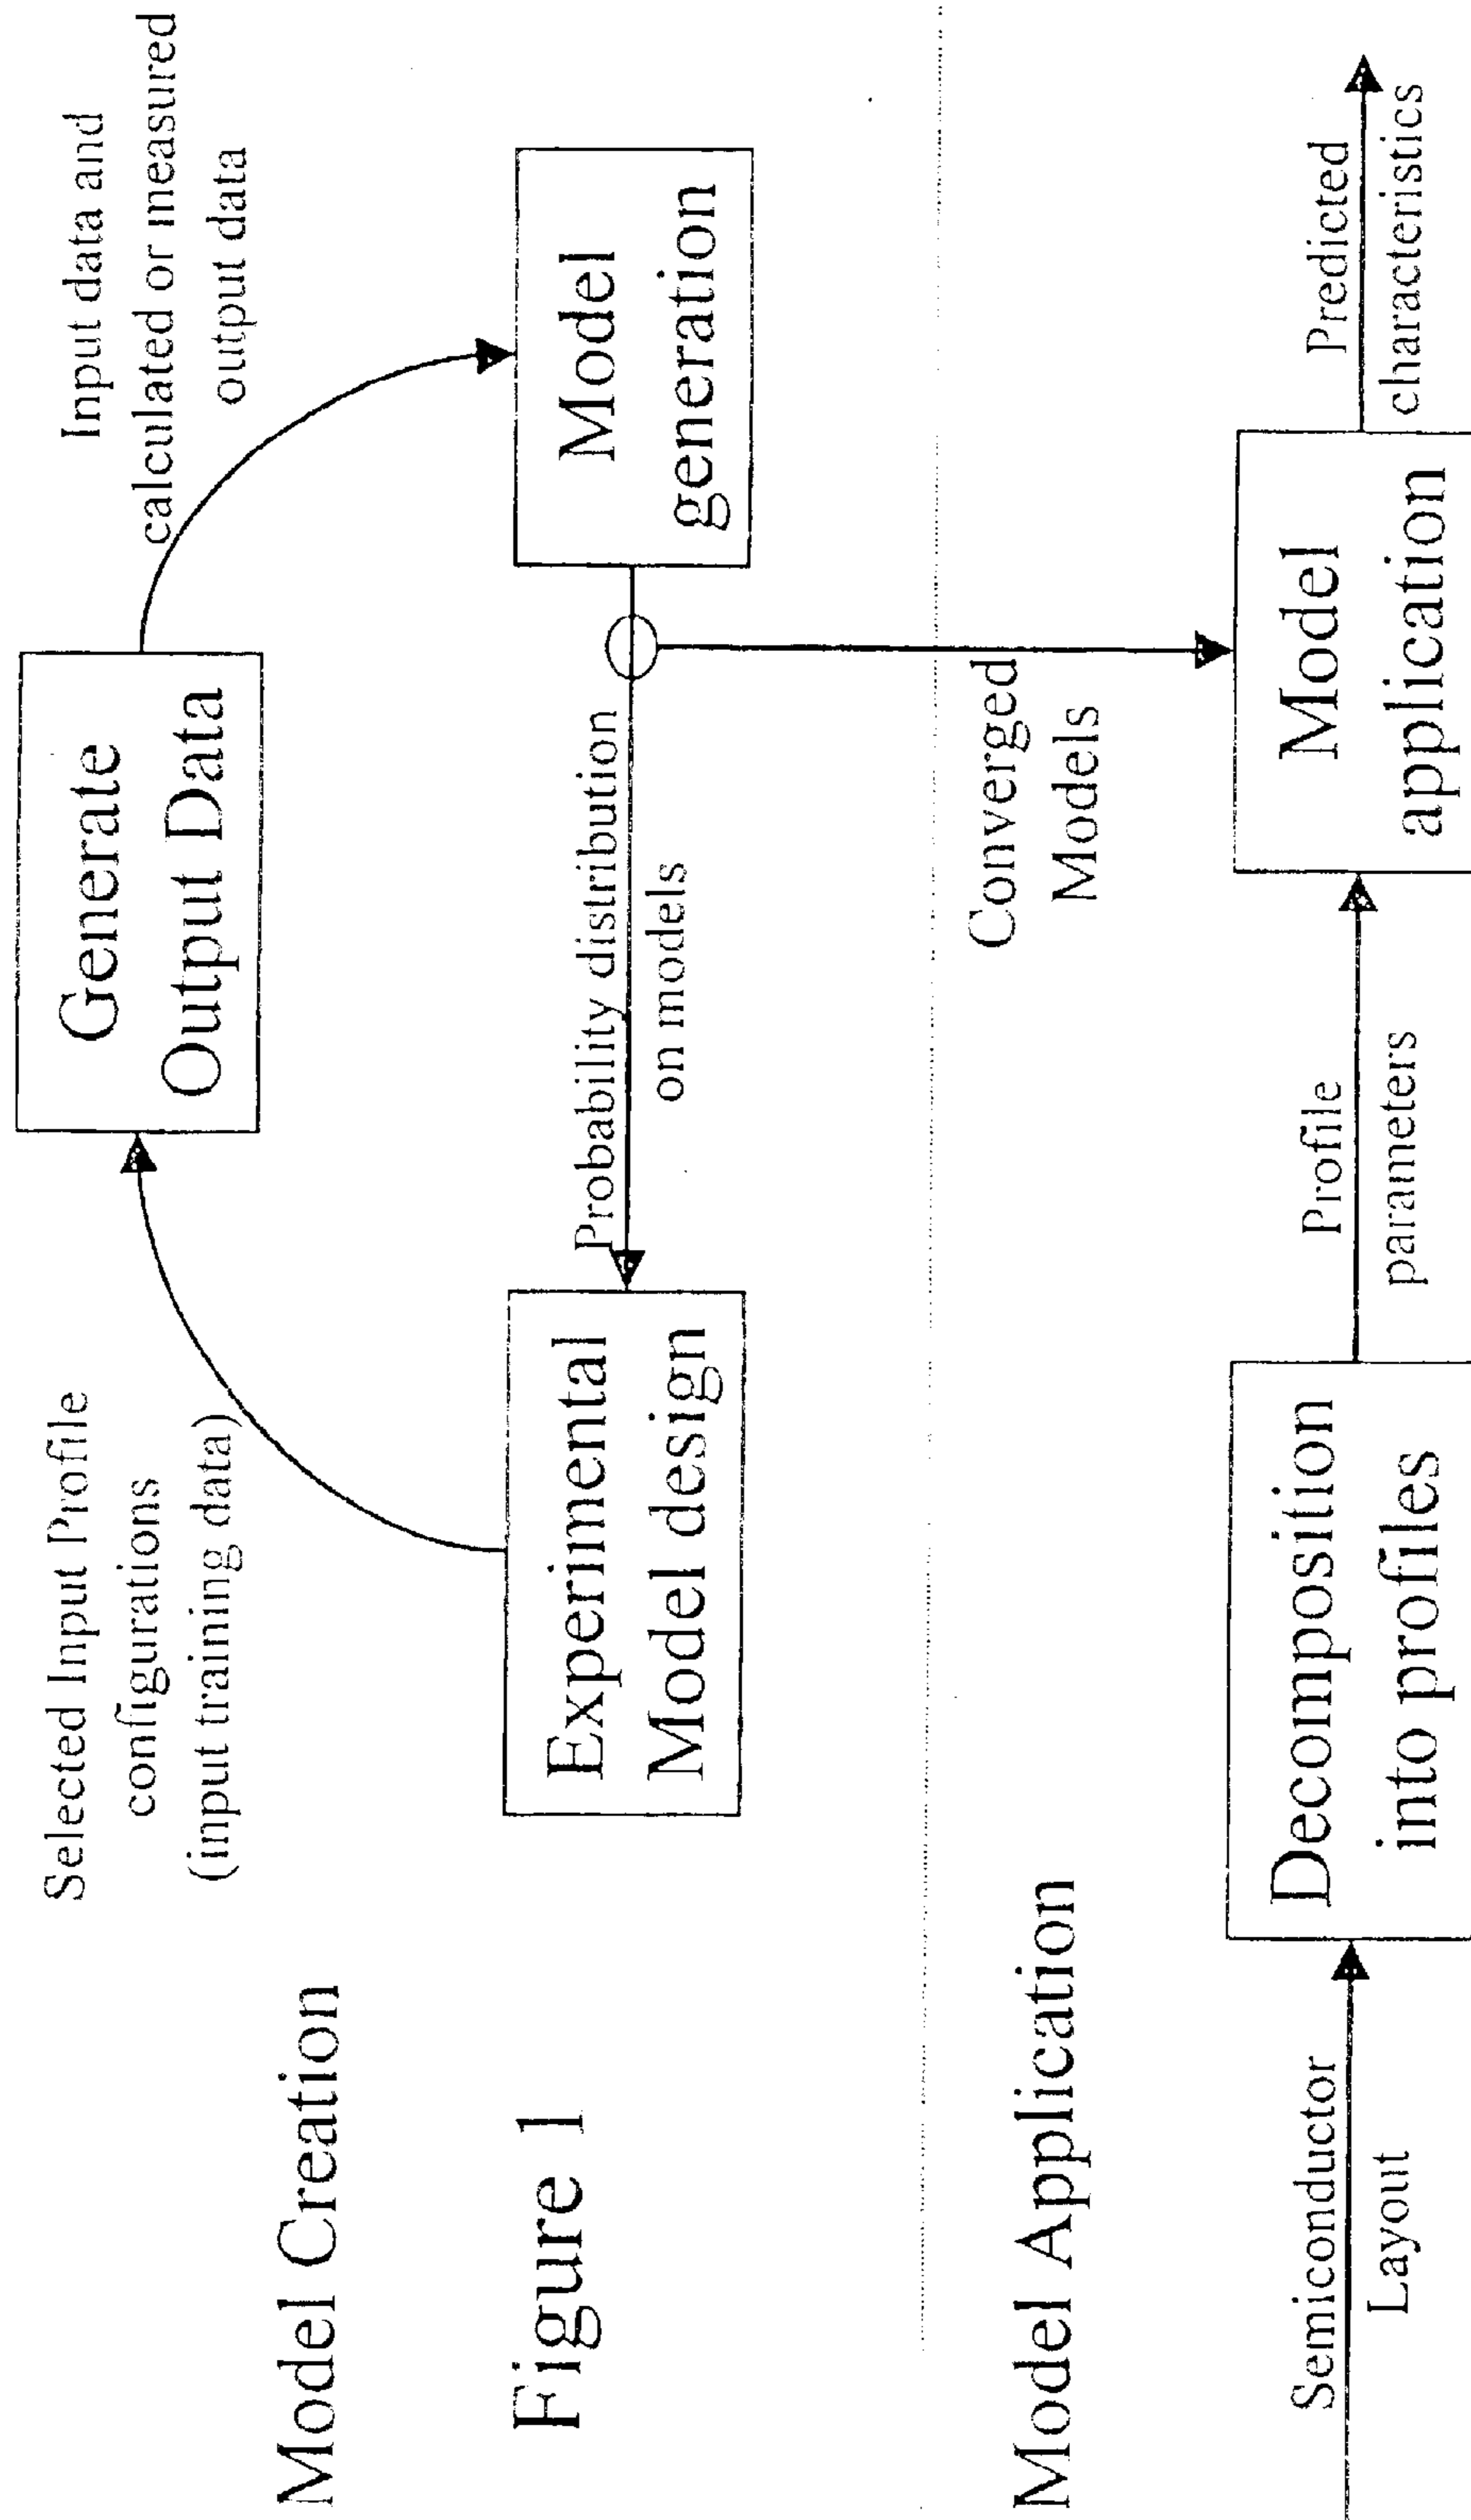 Model Creation
Figure 1
Selected Input Profile
configurations
(input training data)
Generate
Output Data
Input data and
calculated or measured
output data
Experimental
Model design
Probability distribution
on models
Model
generation
Converged
Models
Model Application
Semiconductor
Layout
Decomposition
into profiles
Profile
parameters
Model
application
Predicted
characteristics